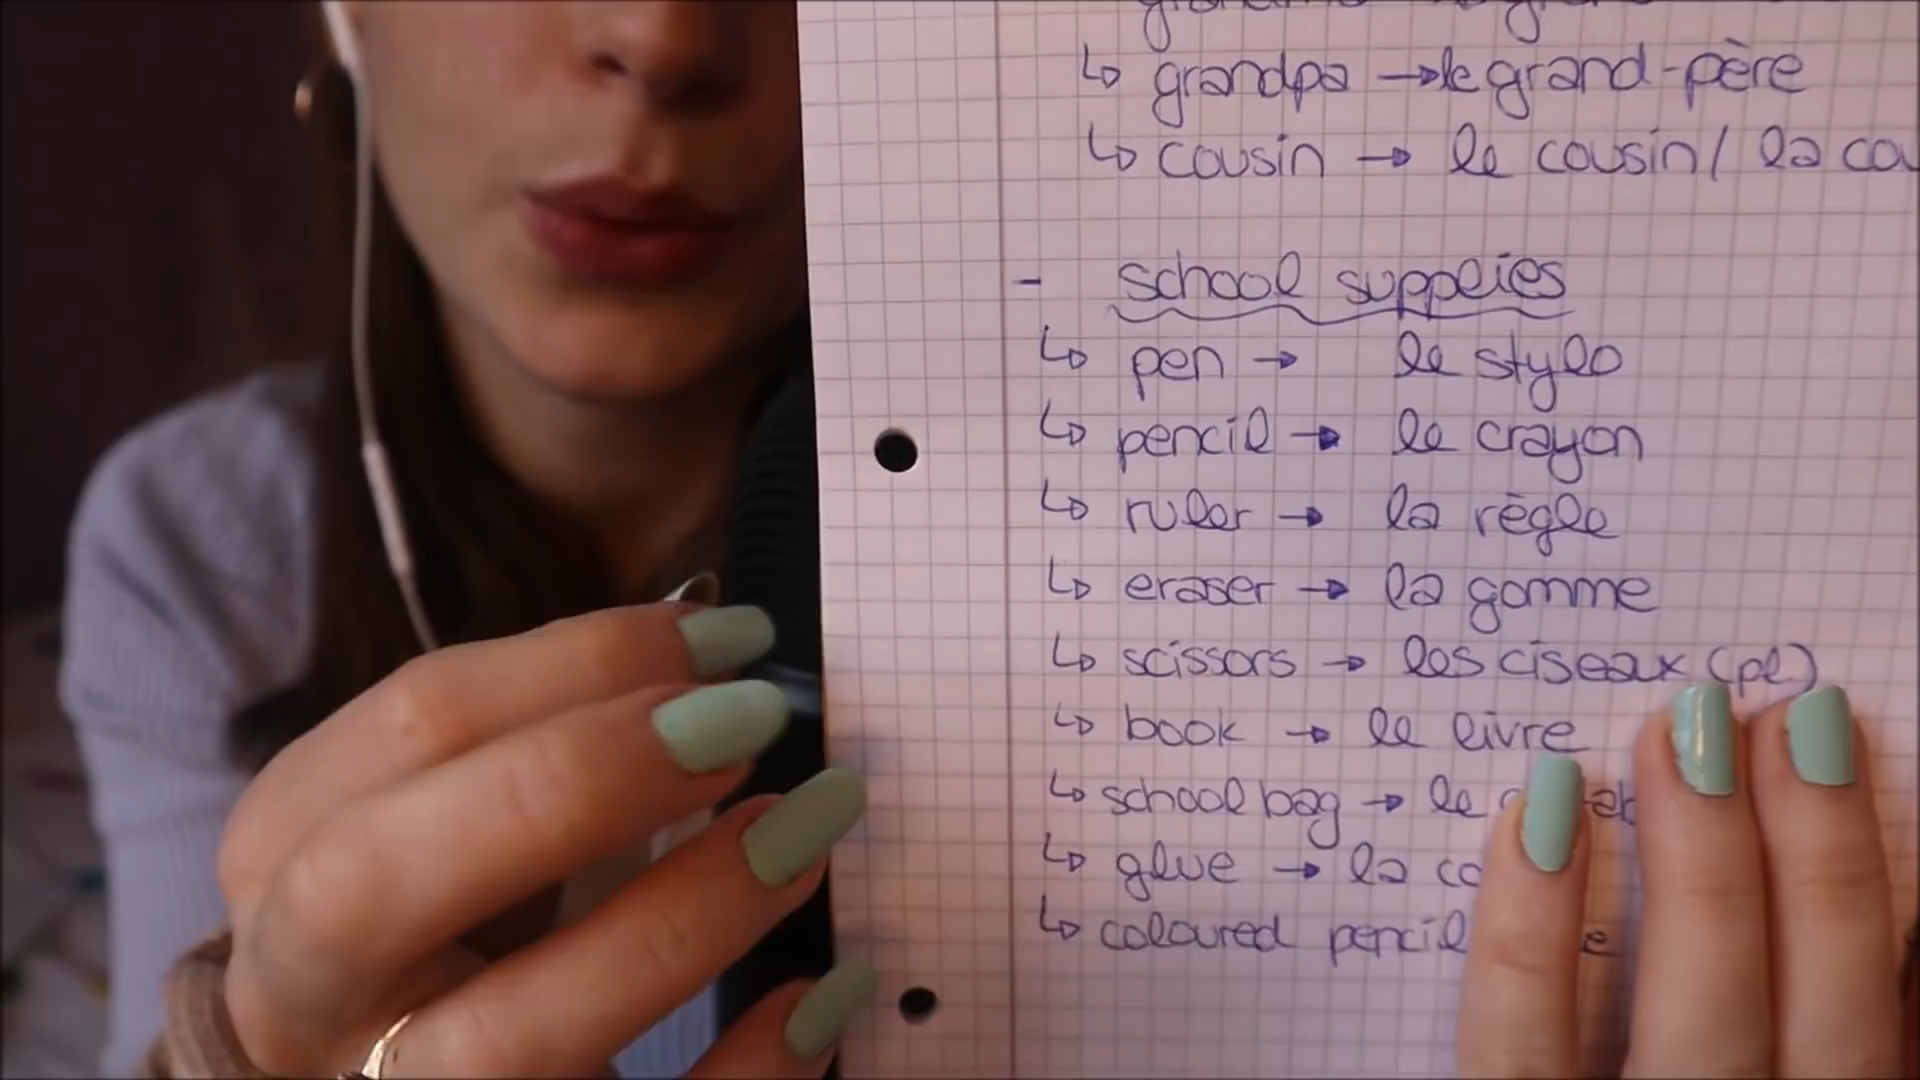 ↳ grandpa → le grand-père
↳ cousin → le cousin / la
- school supplies
↳ pen → le stylo
↳ pencil → le crayon
↳ ruler → la règle
↳ eraser → la gomme
↳ scissors → les ciseaux (pl)
↳ book → le livre
↳ school bag → le
↳ glue → la
↳ coloured pencil